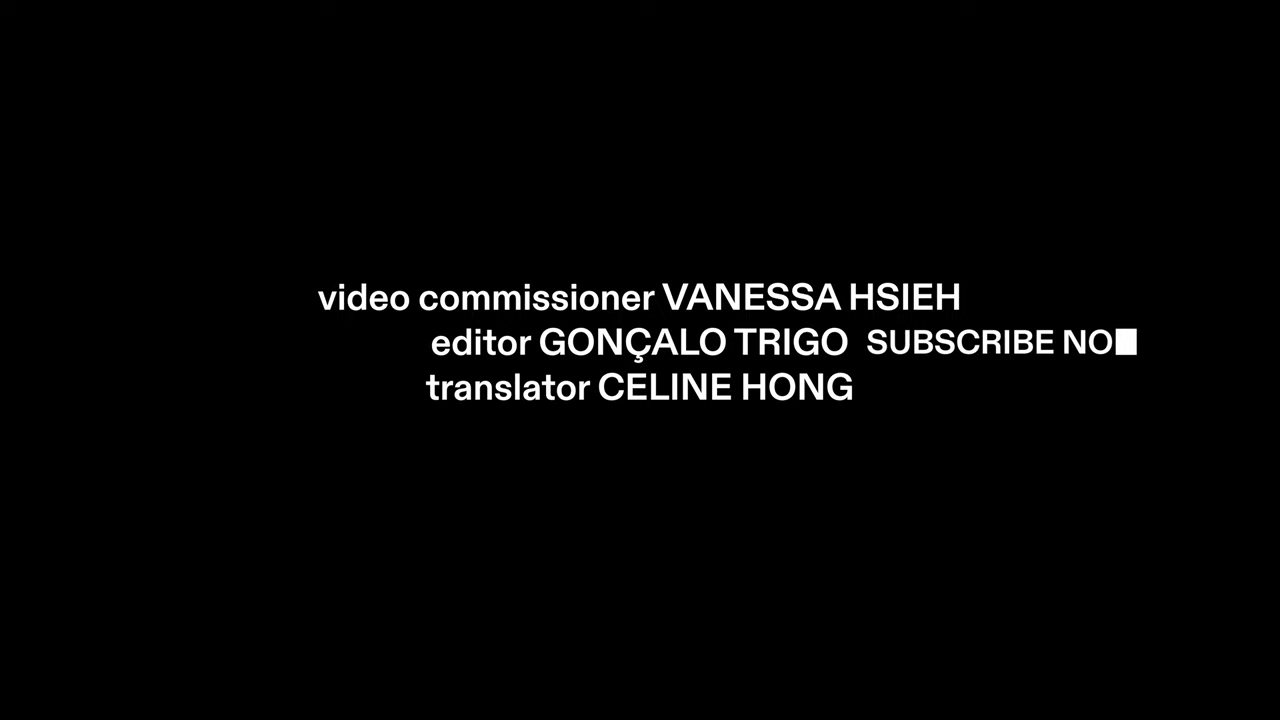 video commissioner VANESSA HSIEH
editor GONÇALO TRIGO SUBSCRIBE NO
translator CELINE HONG